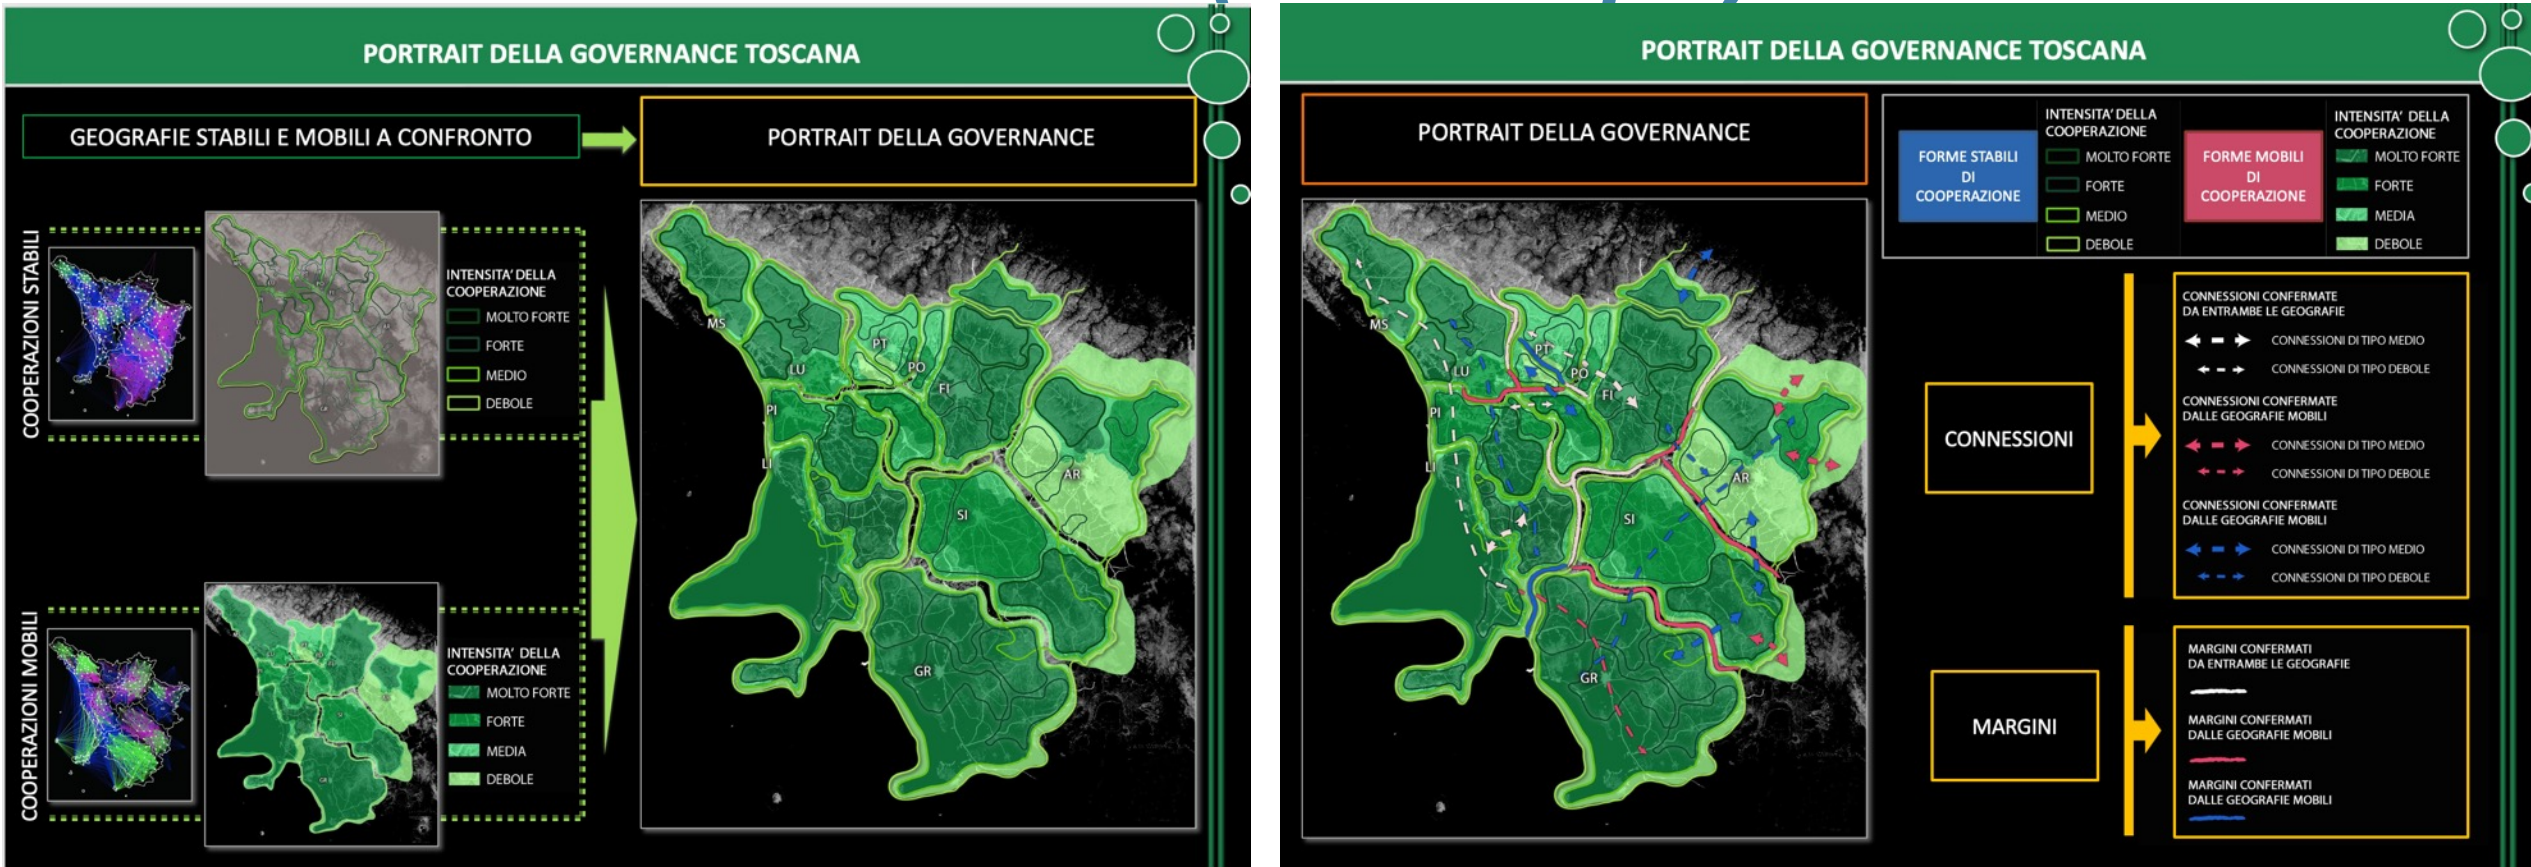 PORTRAIT DELLA GOVERNANCE TOSCANA
GEOGRAFIE STABILI E MOBILI A CONFRONTO
PORTRAIT DELLA GOVERNANCE
COOPERAZIONI STABILI
INTENSITA' DELLA
COOPERAZIONE
MOLTO FORTE
FORTE
MEDIO
DEBOLE
COOPERAZIONI MOBILI
INTENSITA' DELLA
COOPERAZIONE
MOLTO FORTE
FORTE
MEDIA
DEBOLE
MS
PT
LU
PO
FI
PI
LI
AR
SI
GR
PORTRAIT DELLA GOVERNANCE TOSCANA
PORTRAIT DELLA GOVERNANCE
FORME STABILI
DI
COOPERAZIONE
INTENSITA' DELLA
COOPERAZIONE
MOLTO FORTE
FORTE
MEDIO
DEBOLE
FORME MOBILI
DI
COOPERAZIONE
INTENSITA' DELLA
COOPERAZIONE
MOLTO FORTE
FORTE
MEDIA
DEBOLE
MS
PT
LU
PO
FI
PI
LI
AR
SI
GR
CONNESSIONI
CONNESSIONI CONFERMATE
DA ENTRAMBE LE GEOGRAFIE
CONNESSIONI DI TIPO MEDIO
CONNESSIONI DI TIPO DEBOLE
CONNESSIONI CONFERMATE
DALLE GEOGRAFIE MOBILI
CONNESSIONI DI TIPO MEDIO
CONNESSIONI DI TIPO DEBOLE
CONNESSIONI CONFERMATE
DALLE GEOGRAFIE MOBILI
CONNESSIONI DI TIPO MEDIO
CONNESSIONI DI TIPO DEBOLE
MARGINI
MARGINI CONFERMATI
DA ENTRAMBE LE GEOGRAFIE
MARGINI CONFERMATI
DALLE GEOGRAFIE MOBILI
MARGINI CONFERMATI
DALLE GEOGRAFIE MOBILI